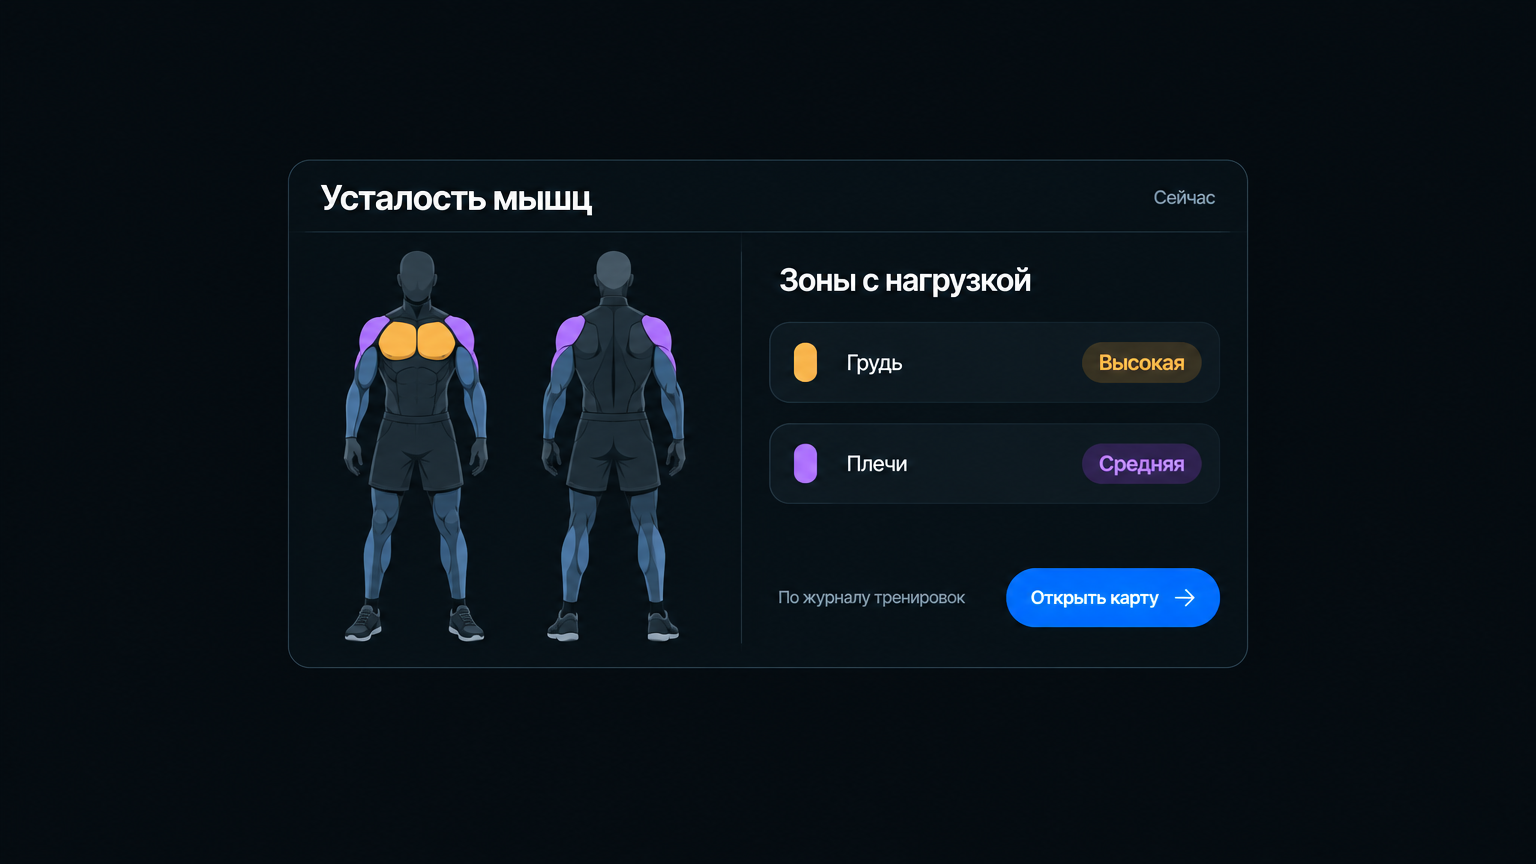 Усталость мышц
Сейчас
Зоны с нагрузкой
Грудь
Высокая
Плечи
Средняя
По журналу тренировок
Открыть карту